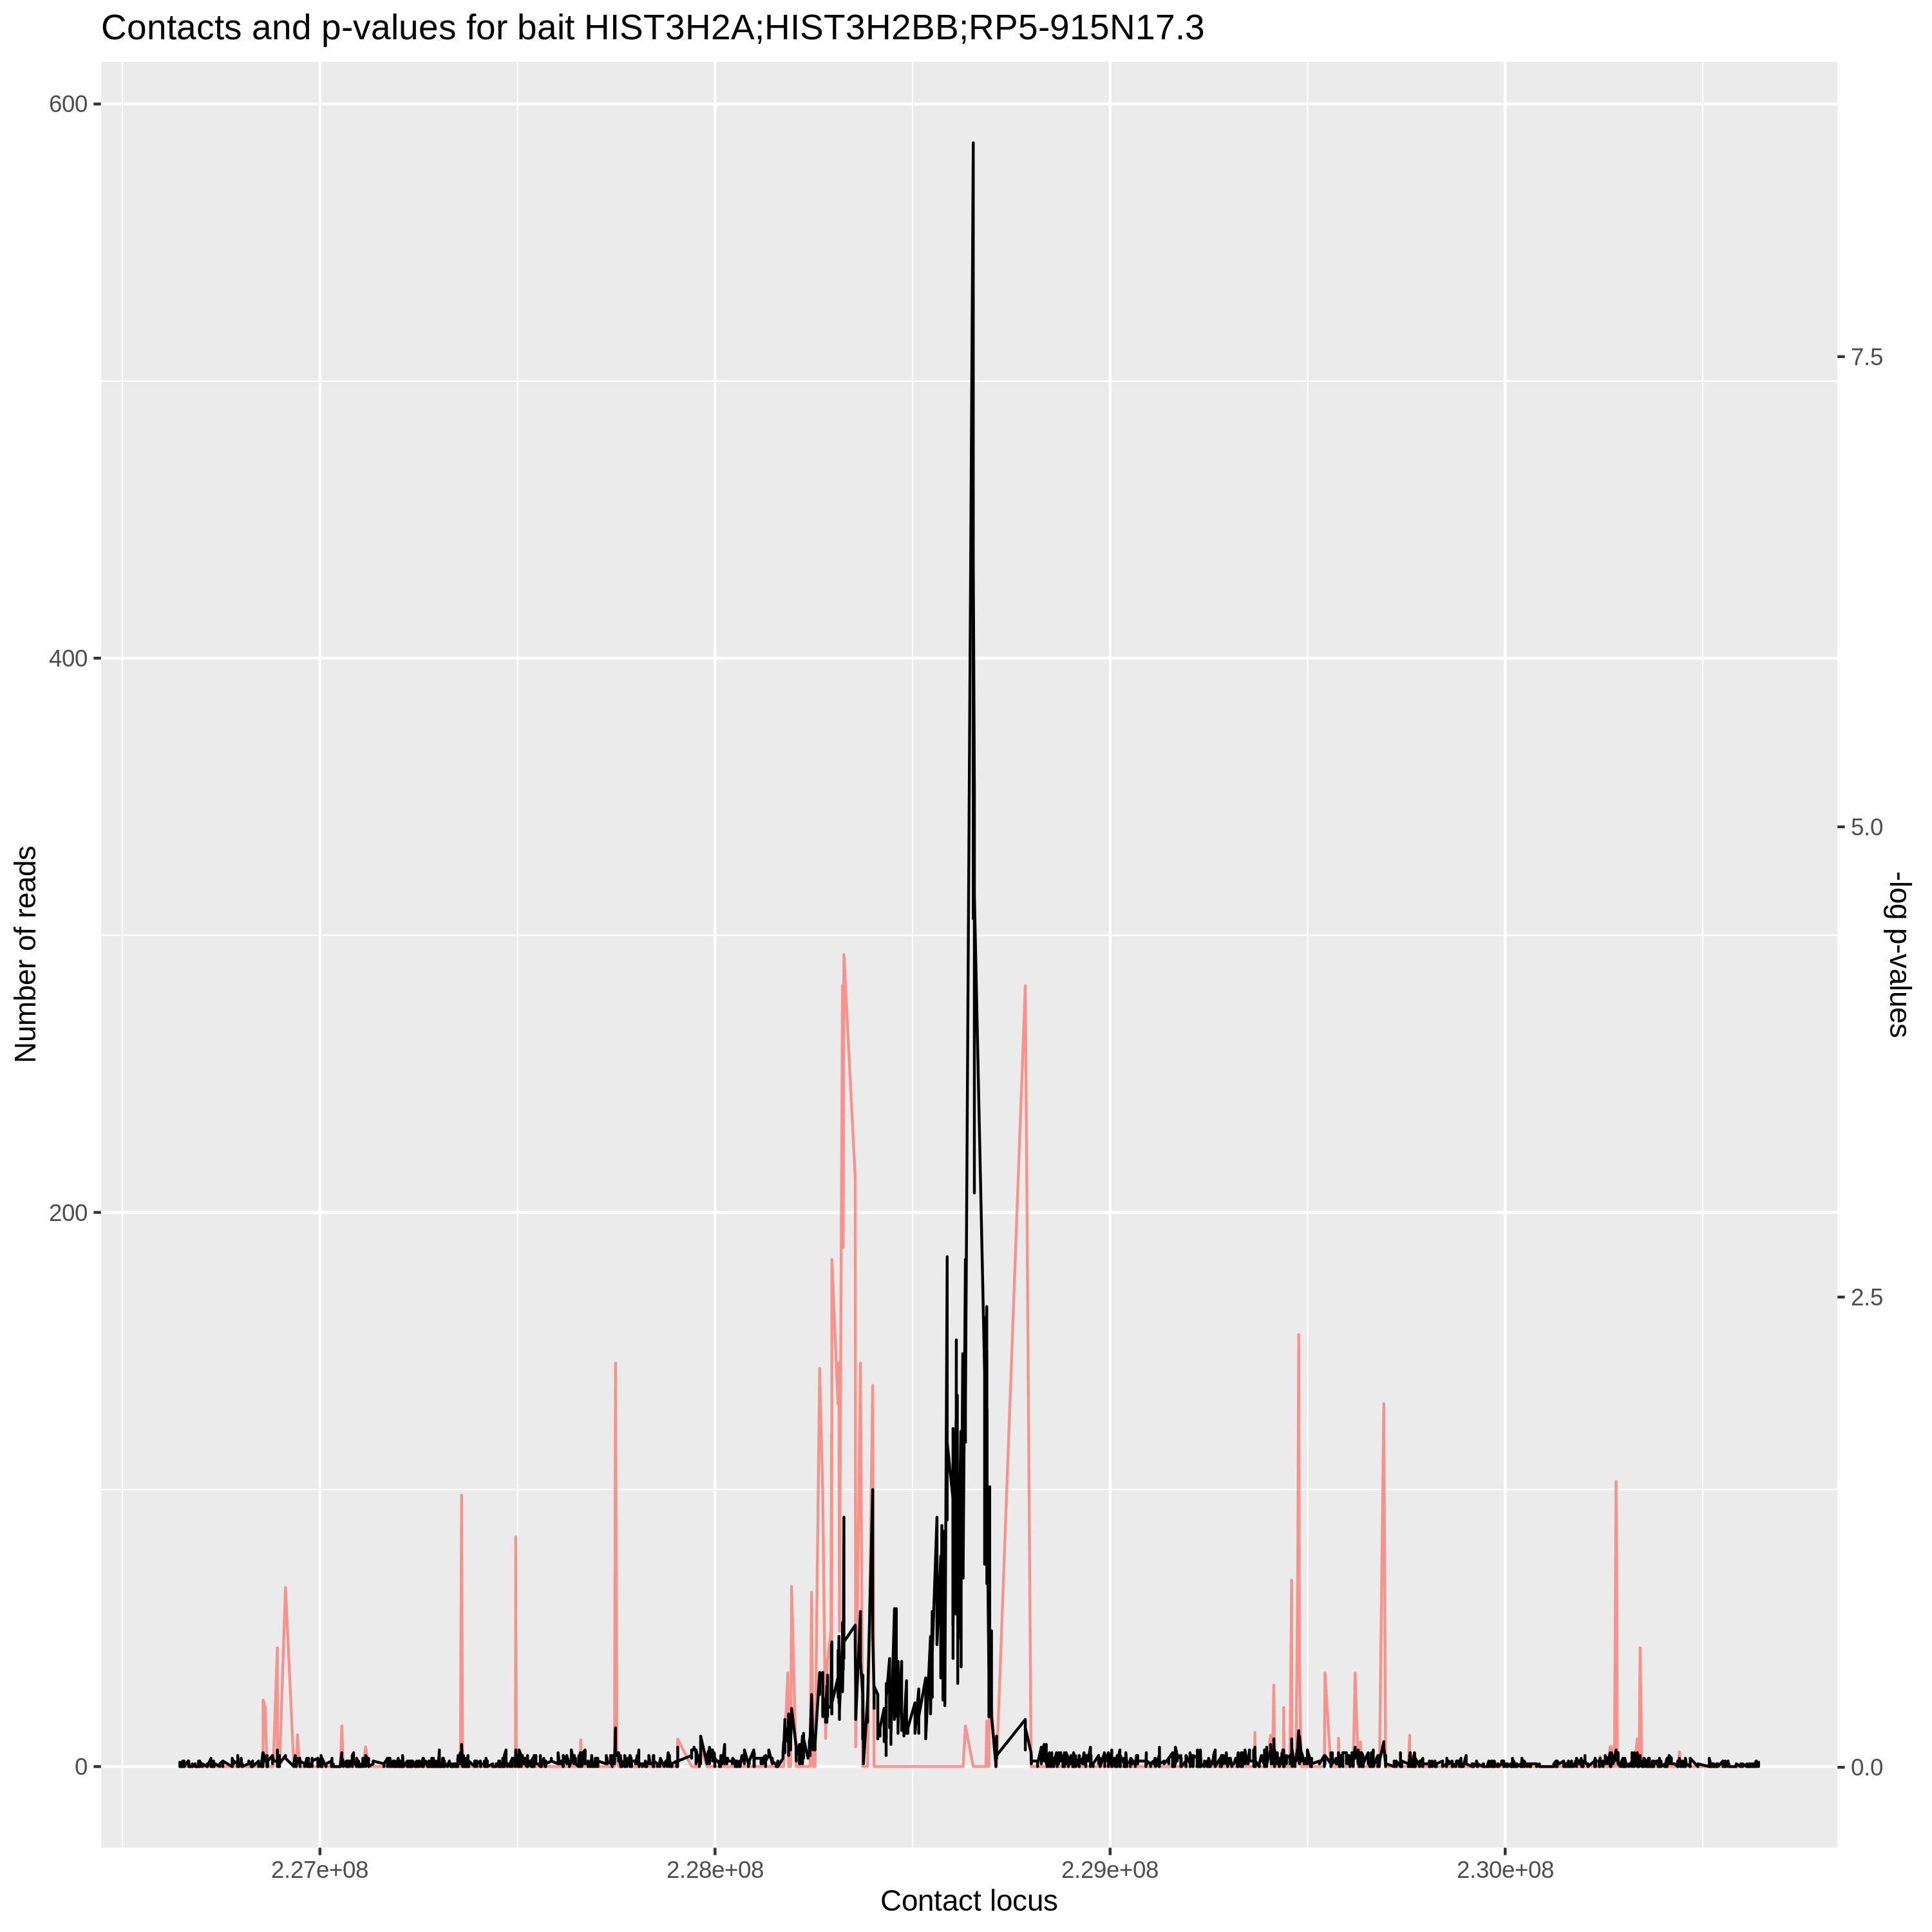 Contacts and p-values for bait HIST3H2A;HIST3H2BB;RP5-915N17.3
600
400
200
0
Number of reads
7.5
5.0
2.5
0.0
-log p-values
2.27e+08
2.28e+08
2.29e+08
2.30e+08
Contact locus